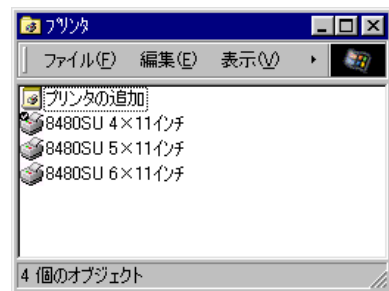 プリンタ
ファイル(F) 編集(E) 表示(V)
プリンタの追加
8480SU 4×11インチ
8480SU 5×11インチ
8480SU 6×11インチ
4 個のオブジェクト